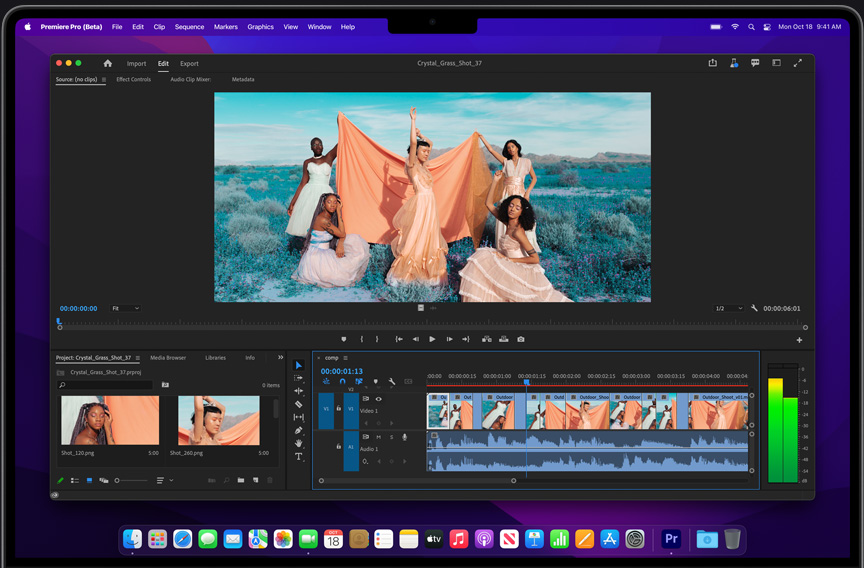 Premiere Pro (Beta) File Edit Clip Sequence Markers Graphics View Window Help Mon Oct 18 9:41 AM
Import Edit Export Crystal_Grass_Shot_37
Source: (no clips) Effect Controls Audio Clip Mixer: Metadata
00:00:00:00 Fit 1/2 00:00:06:01
Project: Crystal_Grass_Shot_37 Media Browser Libraries Info
Crystal_Grass_Shot_37.prproj
0 items
Shot_120.png 5:00 Shot_260.png 5:00
comp
00:00:01:13
:00:00 00:00:00:15 00:00:01:00 00:00:01:15 00:00:02:00 00:00:02:15 00:00:03:00 00:00:03:15 00:00:04
V3
Out Outdoor Outd Outdoor_Shoo Outdoor Outdoor_Shoot_v01.m
V1 V1 Video 1
A1 M S Audio 1
T
0
-6
-12
-18
-24
-30
-36
-42
-48
-54
dB
OCT
18
tv
Pr